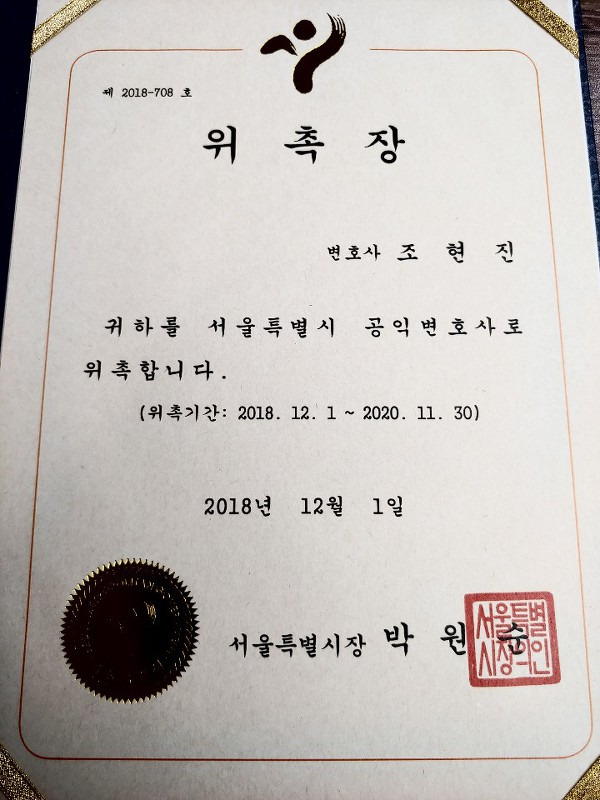 제 2018-708 호
위 촉 장
변호사 조 현 진
귀하를 서울특별시 공익변호사로
위촉합니다.
(위촉기간: 2018. 12. 1 ~ 2020. 11. 30)
2018년 12월 1일
서울특별시장 박 원 순
서울특별
시장의인